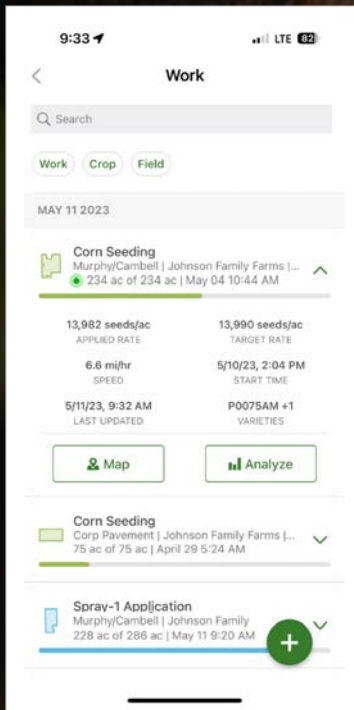 9:33
LTE 82
Work
Search
Work Crop Field
MAY 11 2023
Corn Seeding
Murphy/Cambell | Johnson Family Farms |...
234 ac of 234 ac | May 04 10:44 AM
13,982 seeds/ac 13,990 seeds/ac
APPLIED RATE TARGET RATE
6.6 mi/hr 5/10/23, 2:04 PM
SPEED START TIME
5/11/23, 9:32 AM P0075AM +1
LAST UPDATED VARIETIES
Map Analyze
Corn Seeding
Corp Pavement | Johnson Family Farms |...
75 ac of 75 ac | April 29 5:24 AM
Spray-1 Application
Murphy/Cambell | Johnson Family
228 ac of 286 ac | May 11 9:20 AM
+